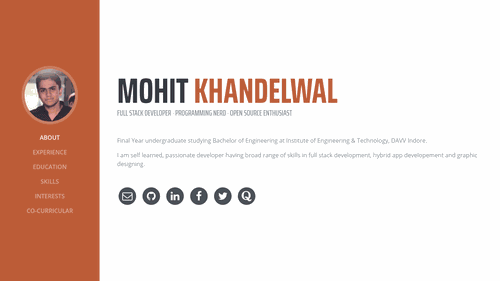 MOHIT KHANDELWAL
FULL STACK DEVELOPER · PROGRAMMING NERD · OPEN SOURCE ENTHUSIAST
ABOUT
EXPERIENCE
EDUCATION
SKILLS
INTERESTS
CO-CURRICULAR
Final Year undergraduate studying Bachelor of Engineering at Institute of Engineering & Technology, DAVV Indore.
I am self learned, passionate developer having broad range of skills in full stack development, hybrid app developement and graphic
designing.